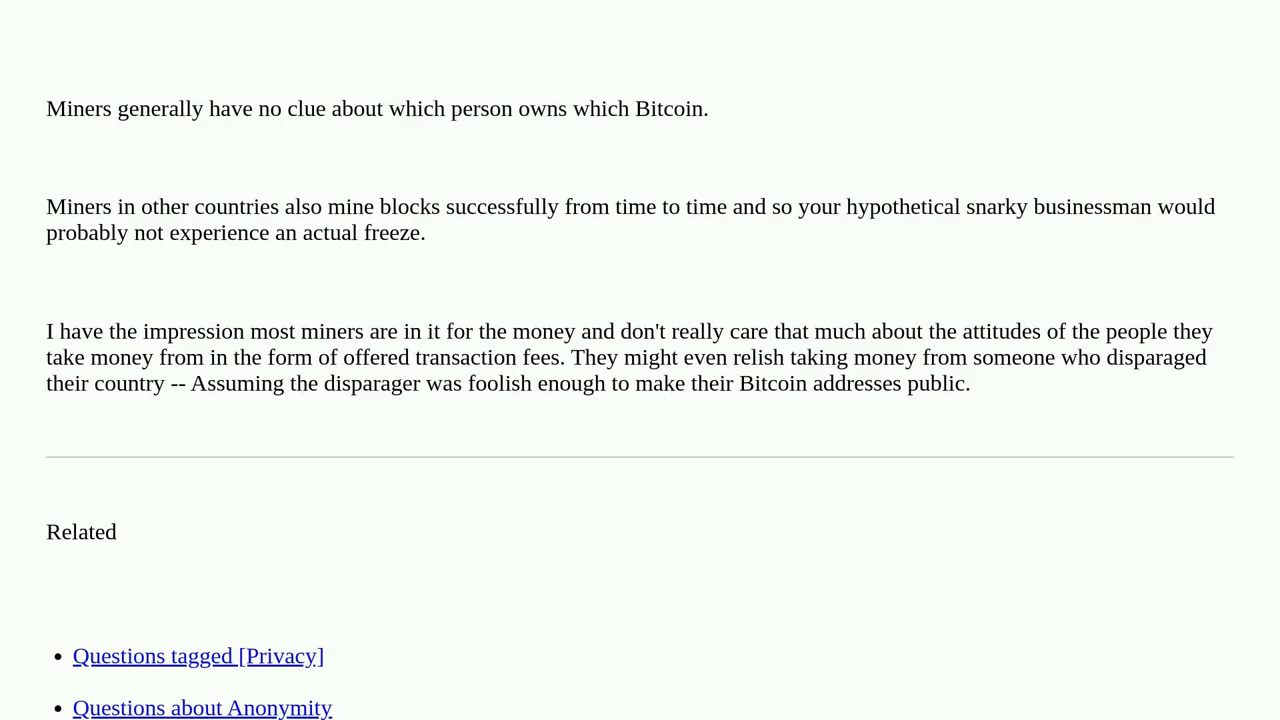 Miners generally have no clue about which person owns which Bitcoin.
Miners in other countries also mine blocks successfully from time to time and so your hypothetical snarky businessman would
probably not experience an actual freeze.
I have the impression most miners are in it for the money and don't really care that much about the attitudes of the people they
take money from in the form of offered transaction fees. They might even relish taking money from someone who disparaged
their country -- Assuming the disparager was foolish enough to make their Bitcoin addresses public.
Related
• Questions tagged [Privacy]
• Questions about Anonymity